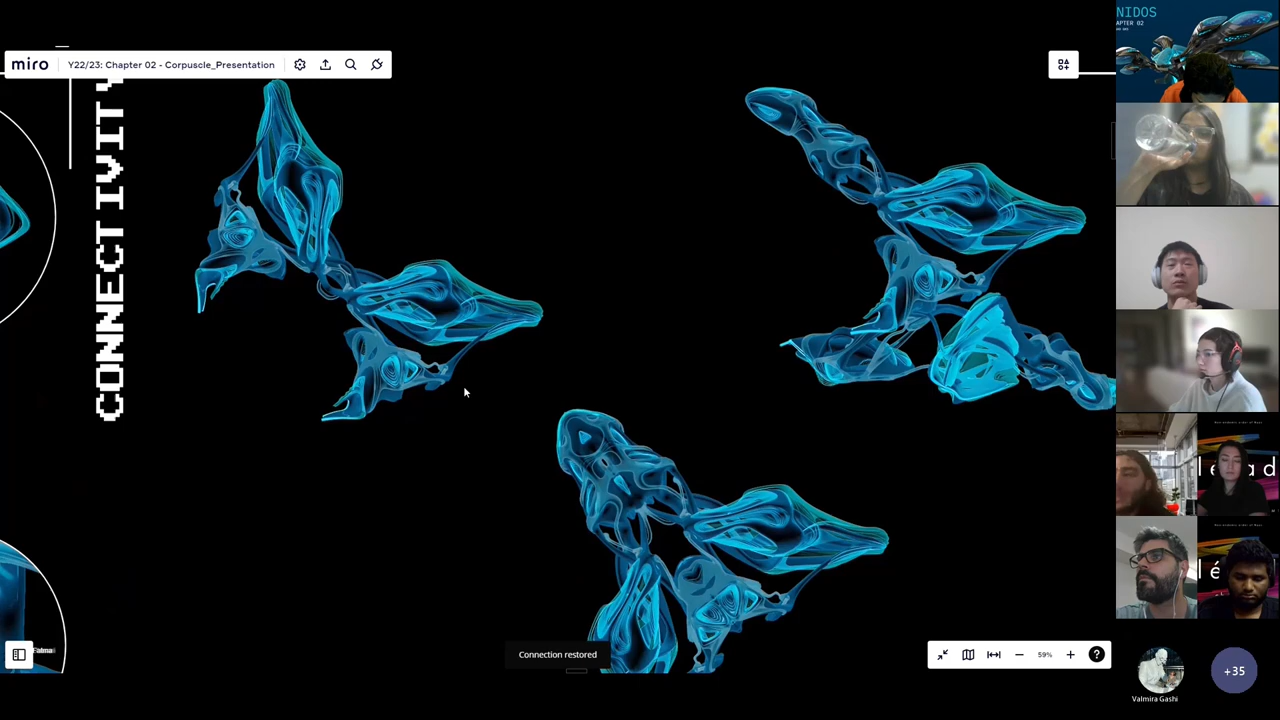 miro
Y22/23: Chapter 02 - Corpuscle_Presentation
CONNECTIVIT
NIDOS
APTER 02
Connection restored
59%
?
Valmira Gashi
+35